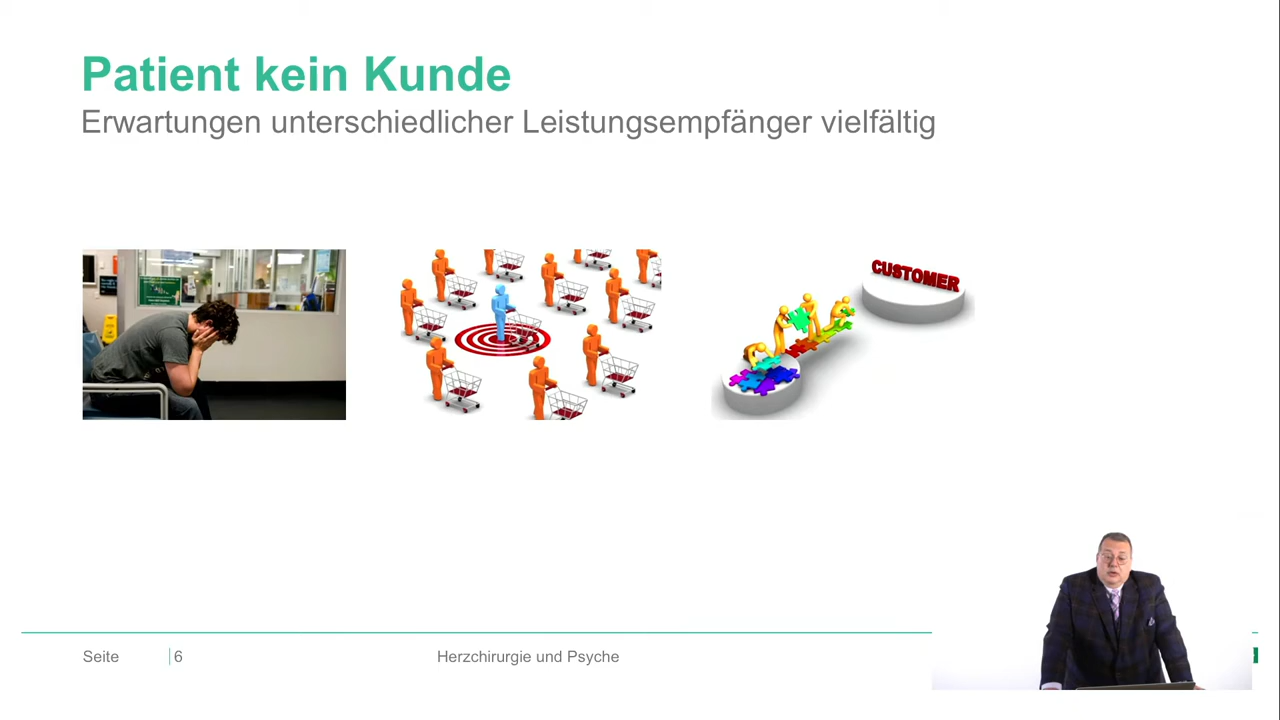 Patient kein Kunde
Erwartungen unterschiedlicher Leistungsempfänger vielfältig
CUSTOMER
Seite | 6
Herzchirurgie und Psyche